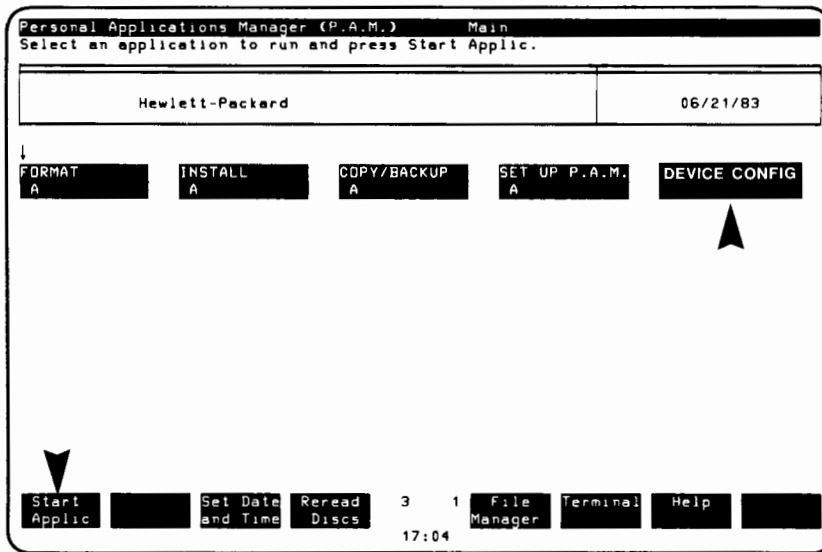 Personal Applications Manager (P.A.M.) Main
Select an application to run and press Start Applic.
Hewlett-Packard 06/21/83
↓
FORMAT INSTALL COPY/BACKUP SET UP P.A.M. DEVICE CONFIG
A A A A
Start Set Date Reread 3 1 File Terminal Help
Applic and Time Discs Manager
17:04